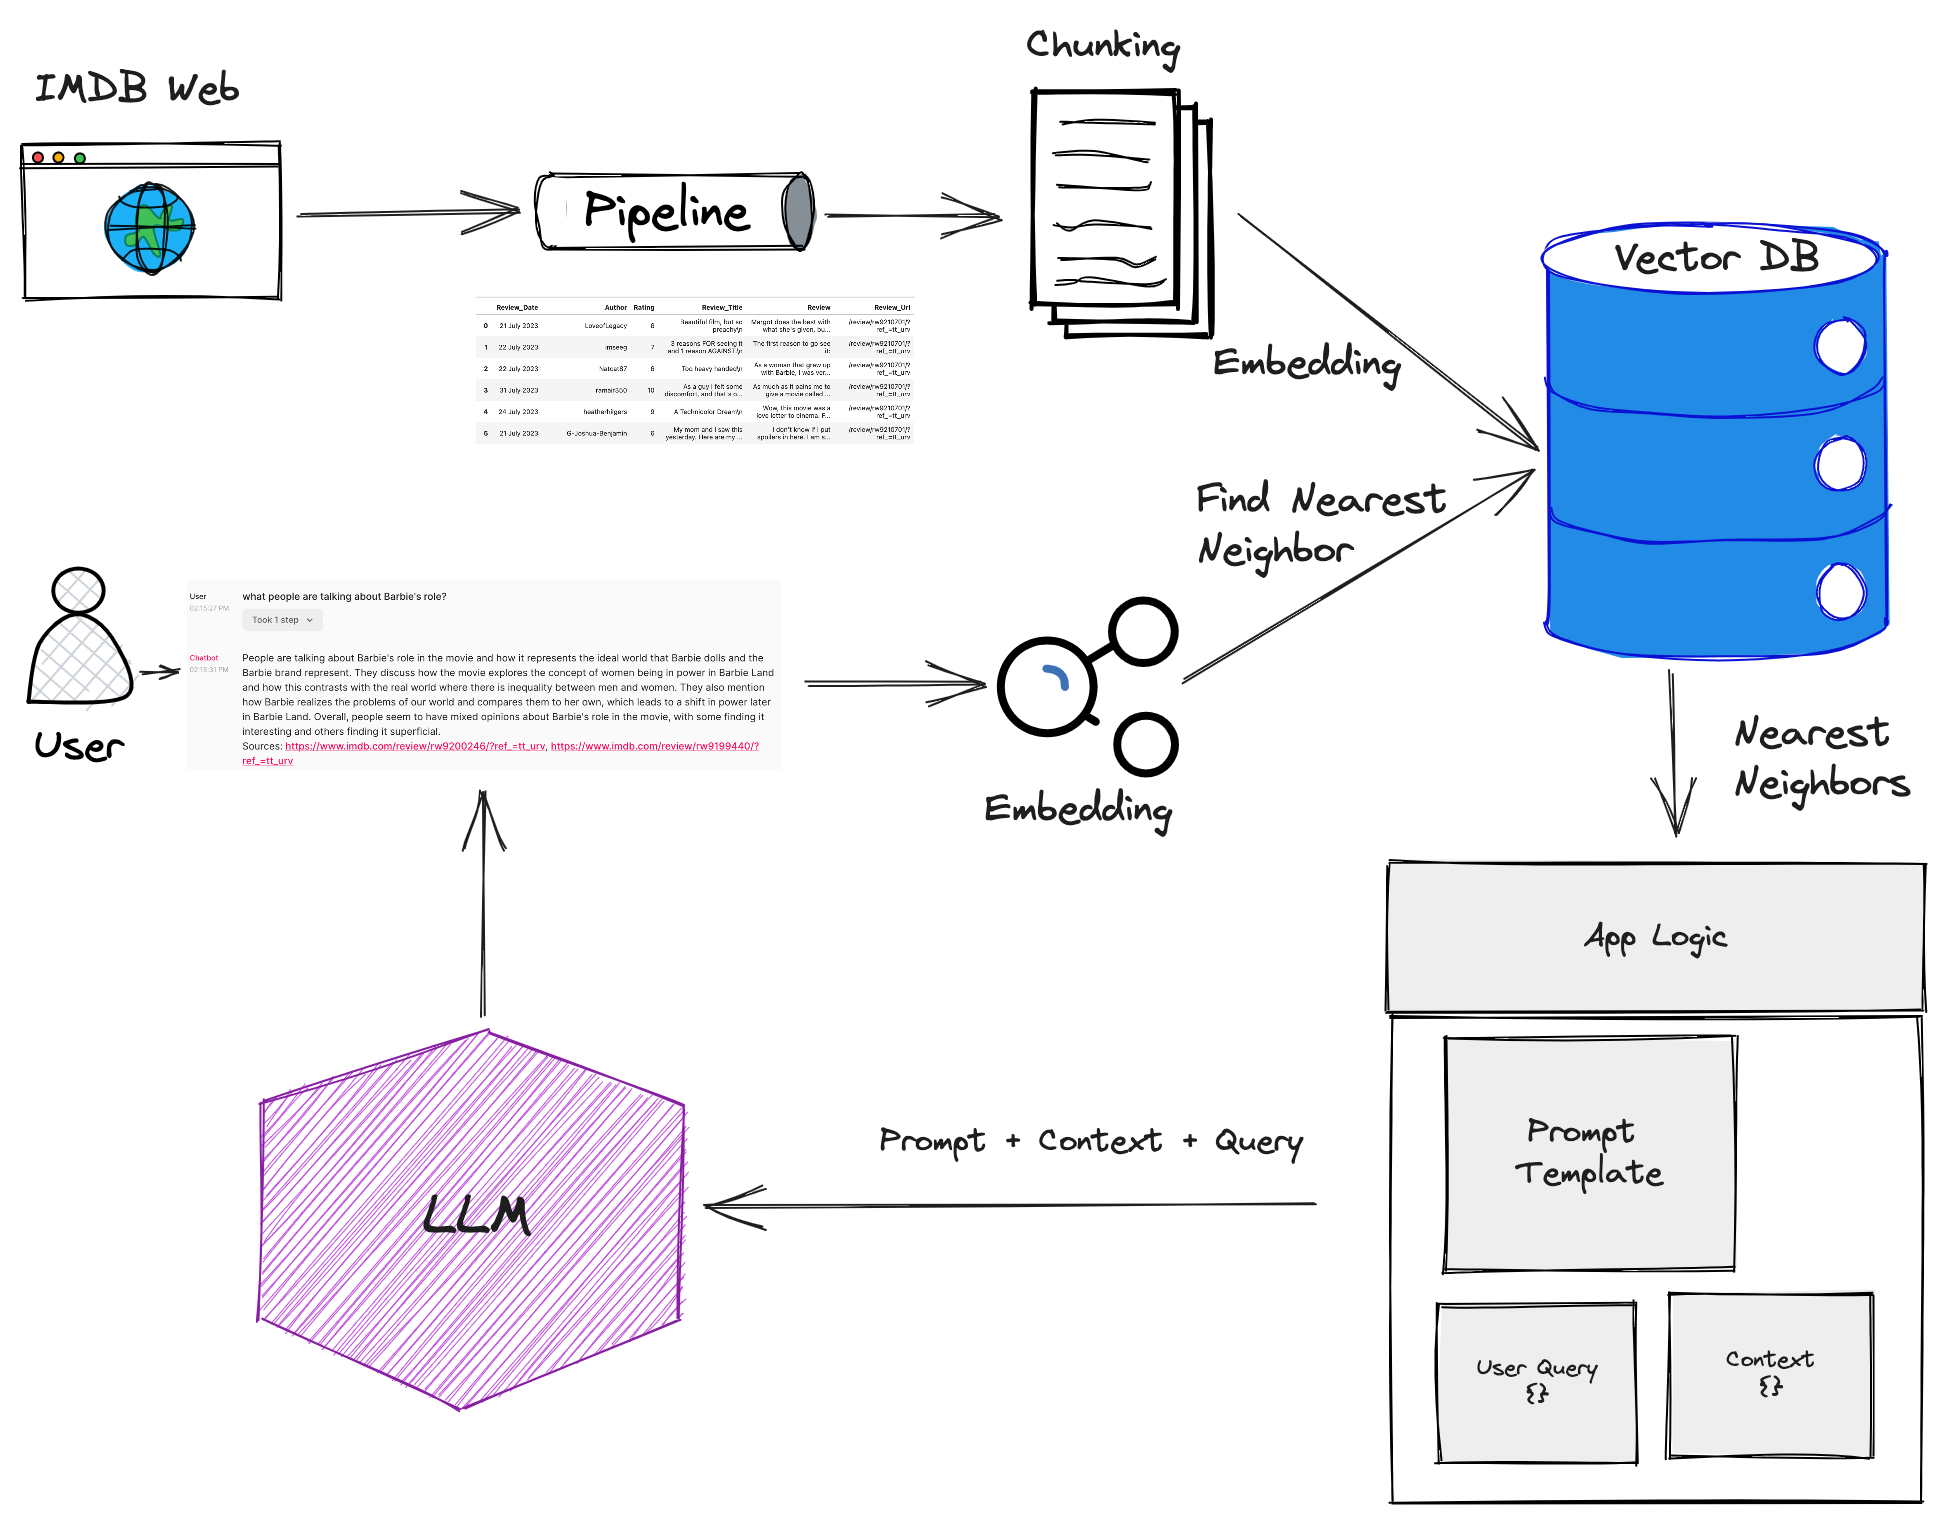 Chunking
IMDB Web
Pipeline
Vector DB
Review_Date Author Rating Review_Title Review Review_Url
0 21 July 2023 LoveofLegacy 6 Beautiful film, but so preachy\n Margot does the best with what she's given, bu... /review/rw9210701/?ref_=tt_urv
1 22 July 2023 imseeg 7 3 reasons FOR seeing it and 1 reason AGAINST.\n The first reason to go see it: /review/rw9210701/?ref_=tt_urv
2 22 July 2023 Natcat87 6 Too heavy handed\n As a woman that grew up with Barbie, I was ver... /review/rw9210701/?ref_=tt_urv
3 31 July 2023 ramair350 10 As a guy I felt some discomfort, and that's o... As much as it pains me to give a movie called ... /review/rw9210701/?ref_=tt_urv
4 24 July 2023 heatherhilgers 9 A Technicolor Dream\n Wow, this movie was a love letter to cinema. F... /review/rw9210701/?ref_=tt_urv
5 21 July 2023 G-Joshua-Benjamin 6 My mom and I saw this yesterday. Here are my ... I don't know if I put spoilers in here. I am s... /review/rw9210701/?ref_=tt_urv
Embedding
Find Nearest
Neighbor
User
02:15:27 PM
what people are talking about Barbie's role?
Took 1 step
Chatbot
02:15:31 PM
People are talking about Barbie's role in the movie and how it represents the ideal world that Barbie dolls and the
Barbie brand represent. They discuss how the movie explores the concept of women being in power in Barbie Land
and how this contrasts with the real world where there is inequality between men and women. They also mention
how Barbie realizes the problems of our world and compares them to her own, which leads to a shift in power later
in Barbie Land. Overall, people seem to have mixed opinions about Barbie's role in the movie, with some finding it
interesting and others finding it superficial.
Sources: https://www.imdb.com/review/rw9200246/?ref_=tt_urv, https://www.imdb.com/review/rw9199440/?
ref_=tt_urv
User
Embedding
Nearest
Neighbors
App Logic
Prompt
Template
User Query
{}
Context
{}
Prompt + Context + Query
LLM